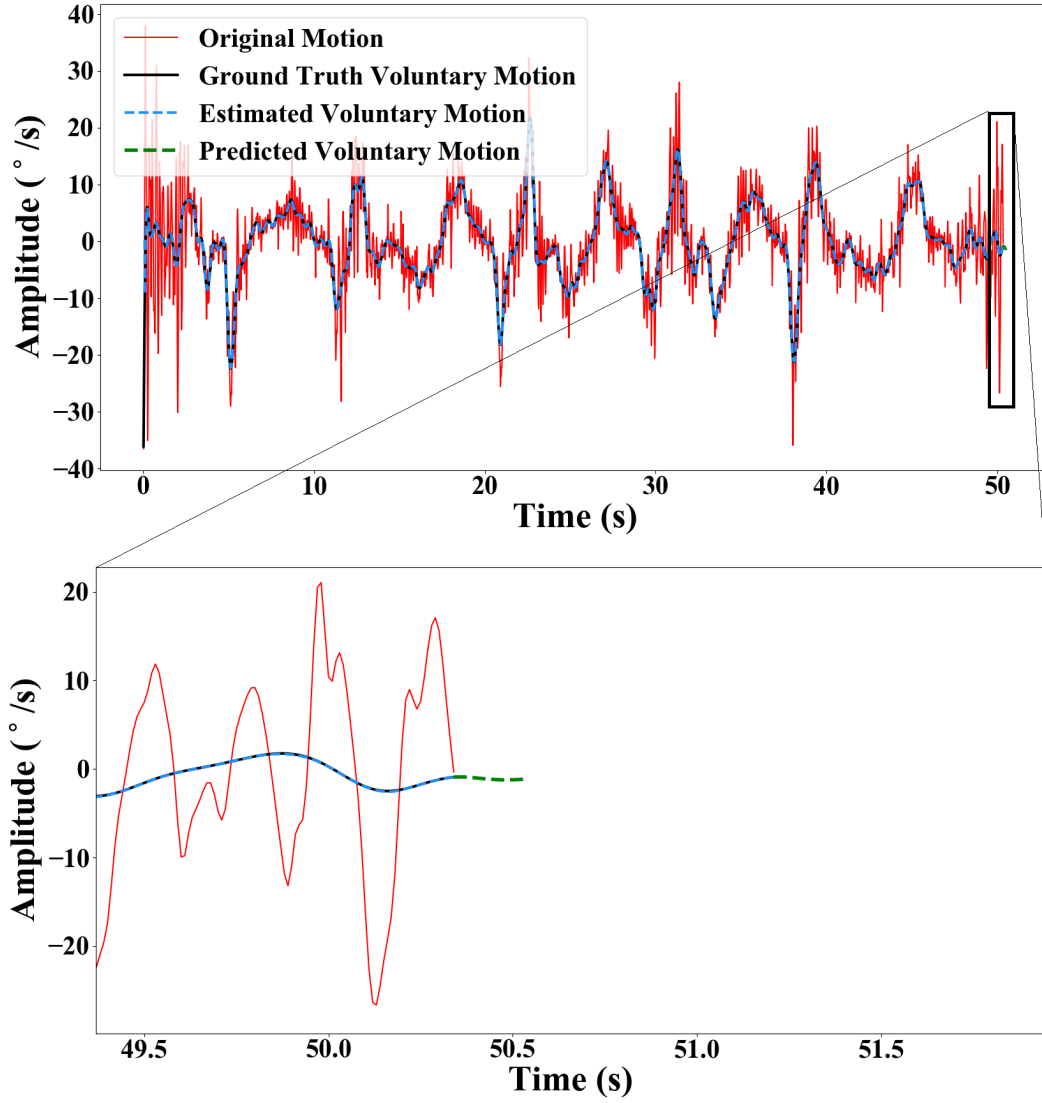 40
30
20
10
0
−10
−20
−30
−40
Amplitude ( ° /s)
Original Motion
Ground Truth Voluntary Motion
Estimated Voluntary Motion
Predicted Voluntary Motion
0 10 20 30 40 50
Time (s)
20
10
0
−10
−20
Amplitude ( ° /s)
49.5 50.0 50.5 51.0 51.5
Time (s)